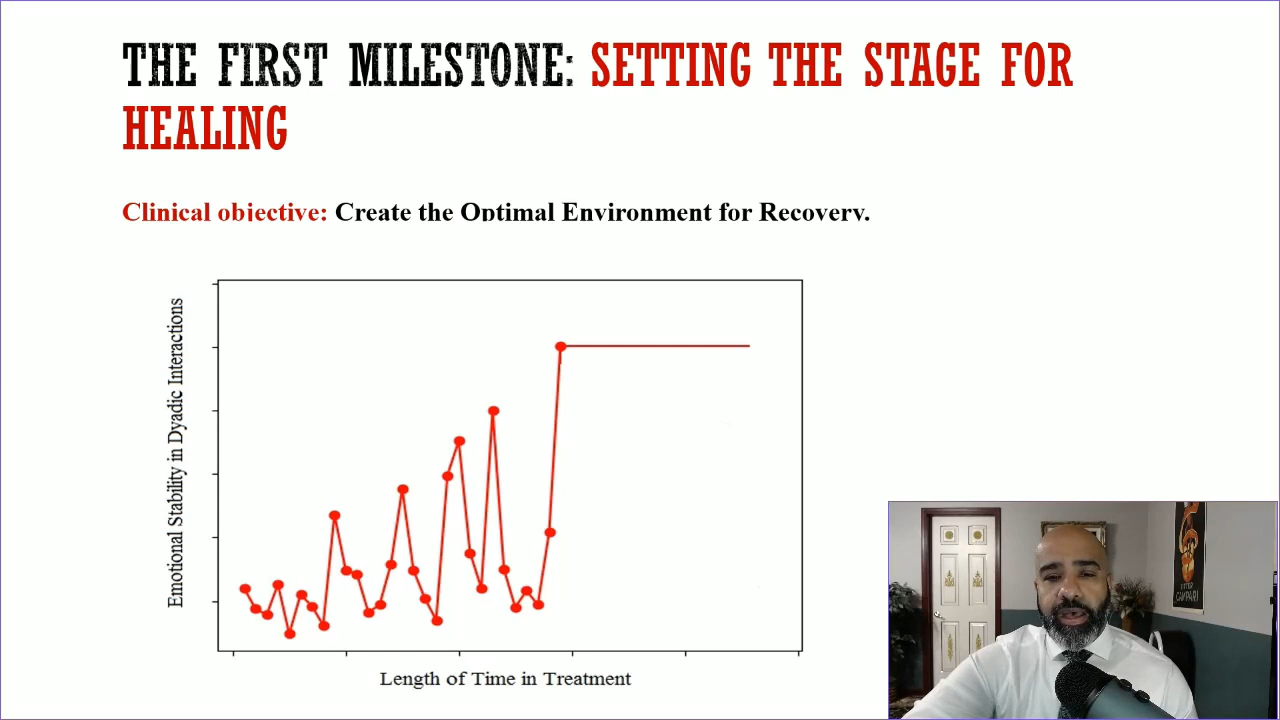 THE FIRST MILESTONE: SETTING THE STAGE FOR
HEALING
Clinical objective: Create the Optimal Environment for Recovery.
Emotional Stability in Dyadic Interactions
Length of Time in Treatment
CAMPARI